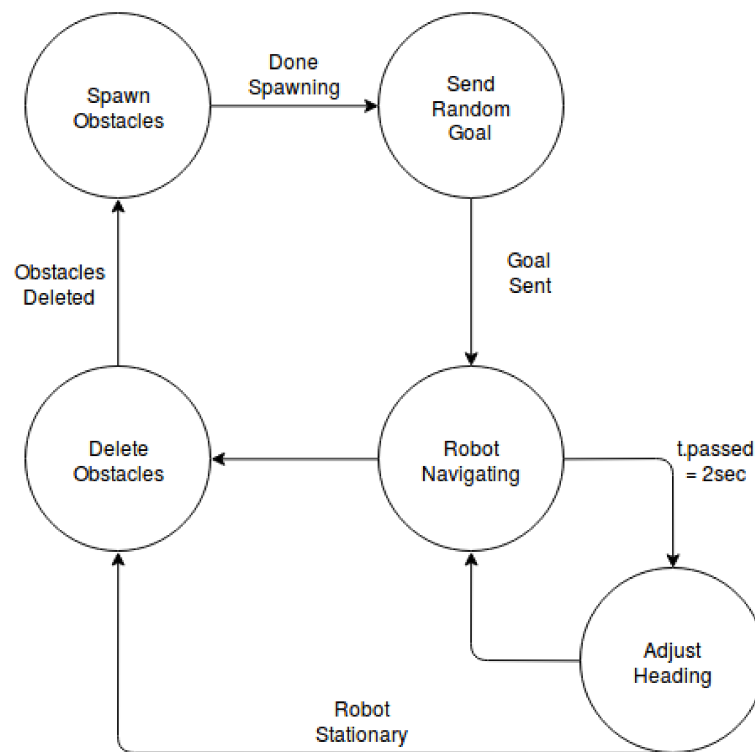 Spawn
Obstacles
Done
Spawning
Send
Random
Goal
Obstacles
Deleted
Goal
Sent
Delete
Obstacles
Robot
Navigating
t.passed
= 2sec
Adjust
Heading
Robot
Stationary